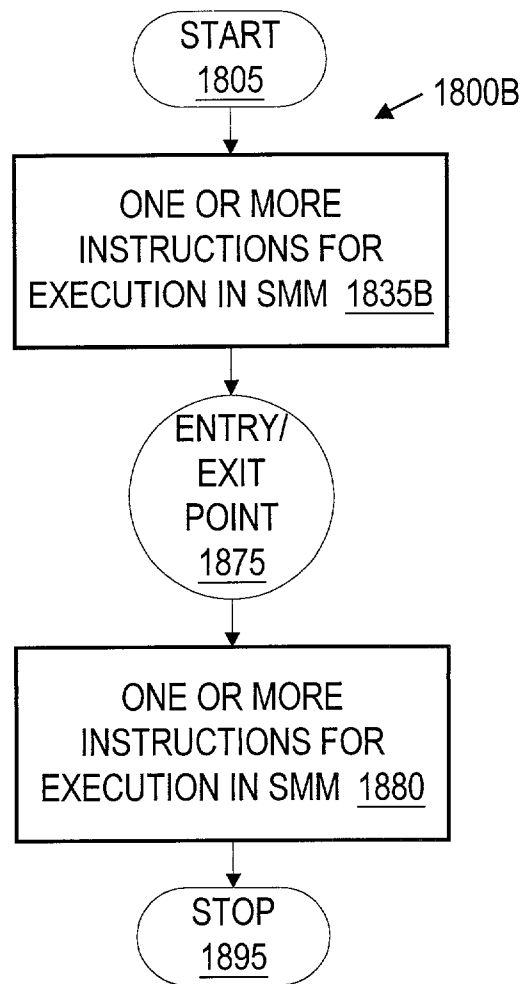 START
1805
1800B
ONE OR MORE
INSTRUCTIONS FOR
EXECUTION IN SMM 1835B
ENTRY/
EXIT
POINT
1875
ONE OR MORE
INSTRUCTIONS FOR
EXECUTION IN SMM 1880
STOP
1895